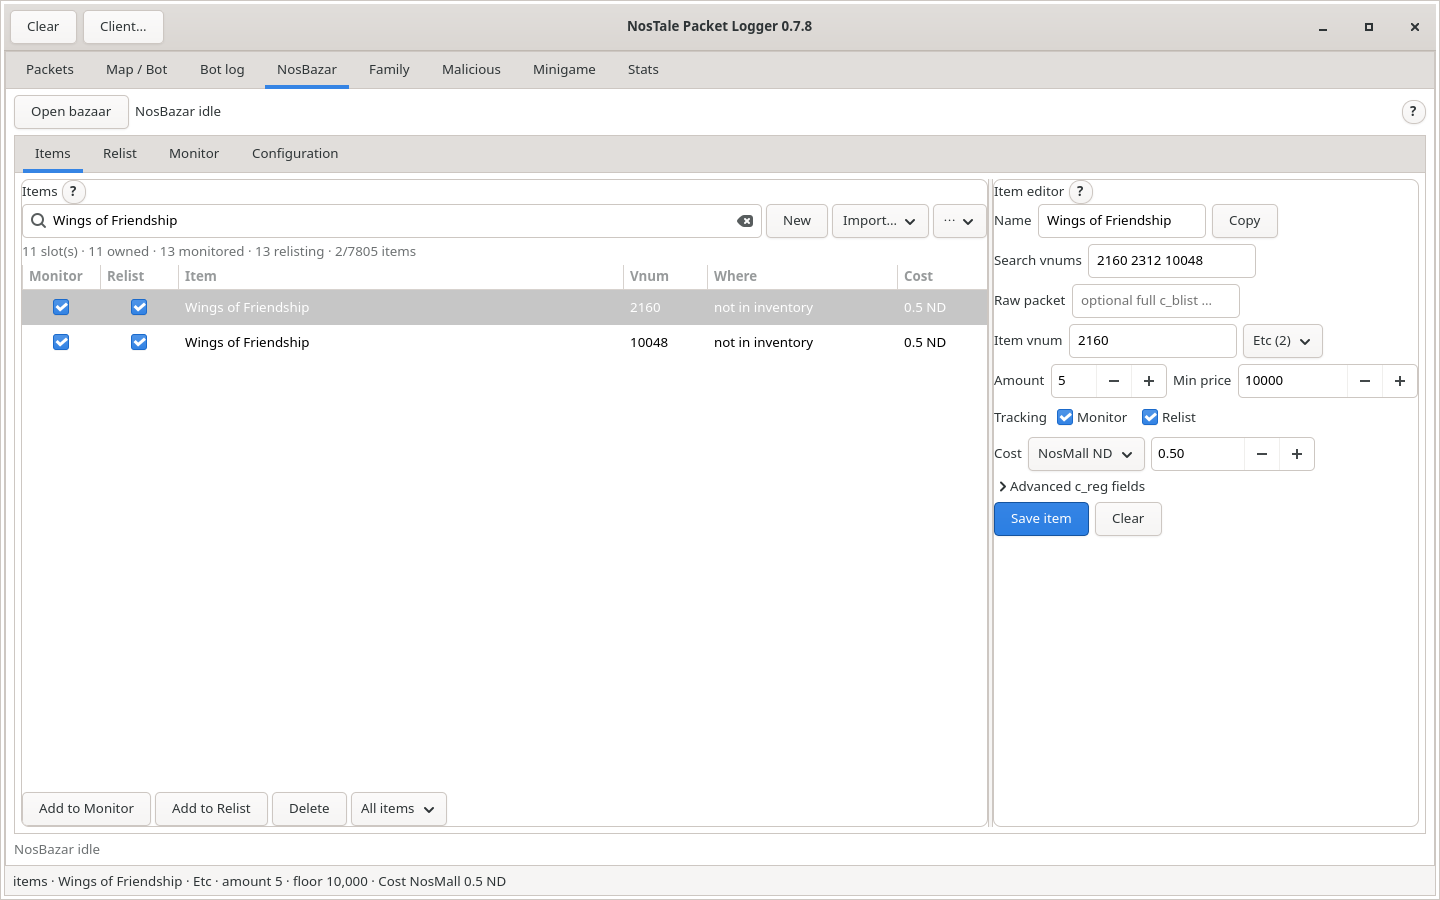 Clear Client... NosTale Packet Logger 0.7.8
Packets Map / Bot Bot log NosBazar Family Malicious Minigame Stats
Open bazaar NosBazar idle ?
Items Relist Monitor Configuration
Items ?
Wings of Friendship New Import... ...
11 slot(s) · 11 owned · 13 monitored · 13 relisting · 2/7805 items
Monitor Relist Item Vnum Where Cost
Wings of Friendship 2160 not in inventory 0.5 ND
Wings of Friendship 10048 not in inventory 0.5 ND
Add to Monitor Add to Relist Delete All items
Item editor ?
Name Wings of Friendship Copy
Search vnums 2160 2312 10048
Raw packet optional full c_blist ...
Item vnum 2160 Etc (2)
Amount 5 − + Min price 10000 − +
Tracking Monitor Relist
Cost NosMall ND 0.50 − +
Advanced c_reg fields
Save item Clear
NosBazar idle
items · Wings of Friendship · Etc · amount 5 · floor 10,000 · Cost NosMall 0.5 ND